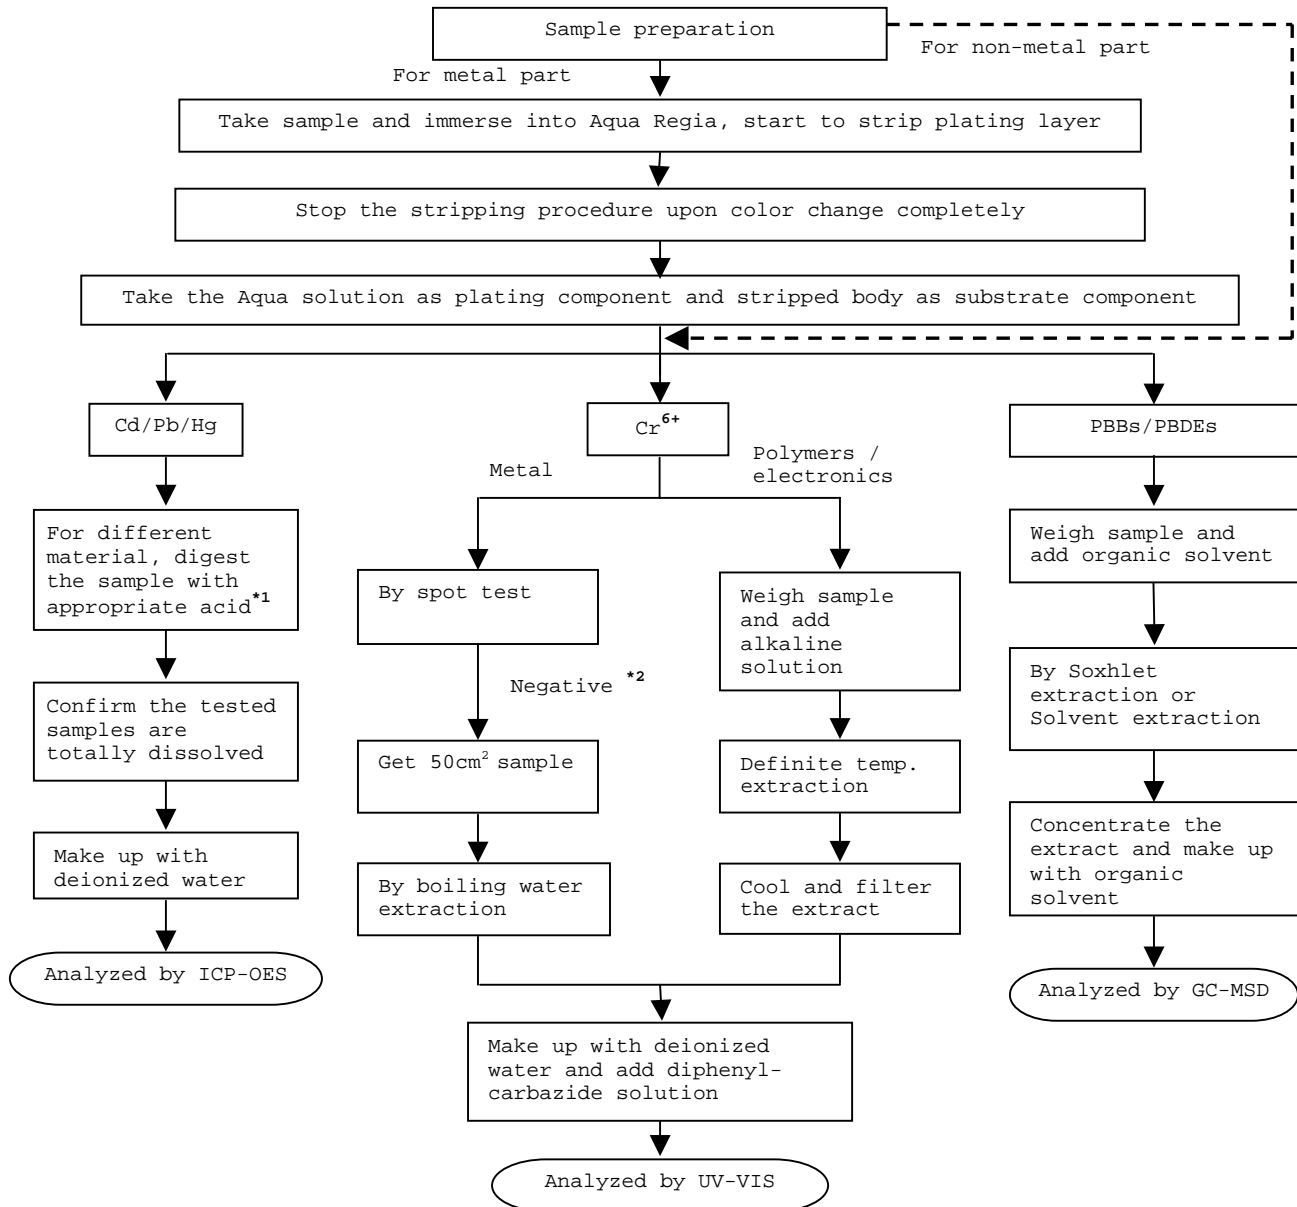 Sample preparation
For non-metal part
For metal part
Take sample and immerse into Aqua Regia, start to strip plating layer
Stop the stripping procedure upon color change completely
Take the Aqua solution as plating component and stripped body as substrate component
Cd/Pb/Hg
Cr6+
PBBs/PBDEs
Metal
Polymers /
electronics
For different
material, digest
the sample with
appropriate acid*1
By spot test
Weigh sample
and add
alkaline
solution
Weigh sample and
add organic solvent
Negative *2
Confirm the tested
samples are
totally dissolved
Get 50cm2 sample
Definite temp.
extraction
By Soxhlet
extraction or
Solvent extraction
Make up with
deionized water
By boiling water
extraction
Cool and filter
the extract
Concentrate the
extract and make up
with organic
solvent
Analyzed by ICP-OES
Analyzed by GC-MSD
Make up with deionized
water and add diphenyl-
carbazide solution
Analyzed by UV-VIS